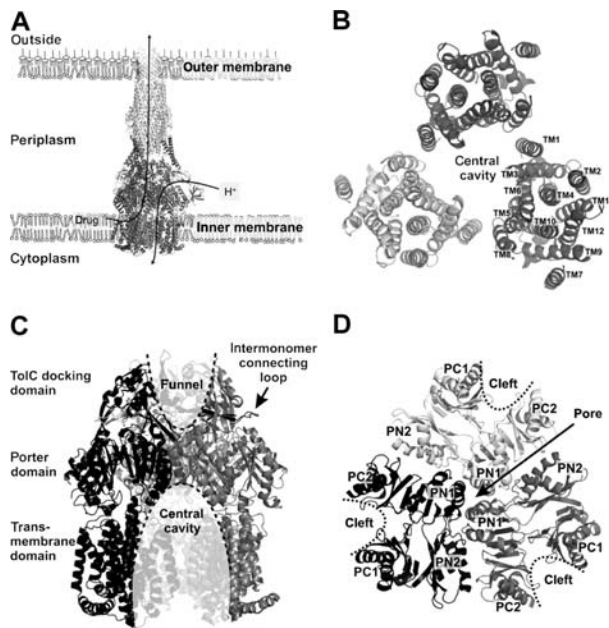 A
Outside
Outer membrane
Periplasm
H+
Drug
Inner membrane
Cytoplasm
B
TM1
Central
cavity
TM3
TM2
TM6
TM4
TM1
TM5
TM10
TM12
TM8
TM9
TM7
C
TolC docking
domain
Funnel
Intermonomer
connecting
loop
Porter
domain
Central
cavity
Trans-
membrane
domain
D
PC1
Cleft
PC2
Pore
PN2
PN1
PN2
PC2
PN1
PN1
Cleft
PC1
PN2
PC1
Cleft
PC2